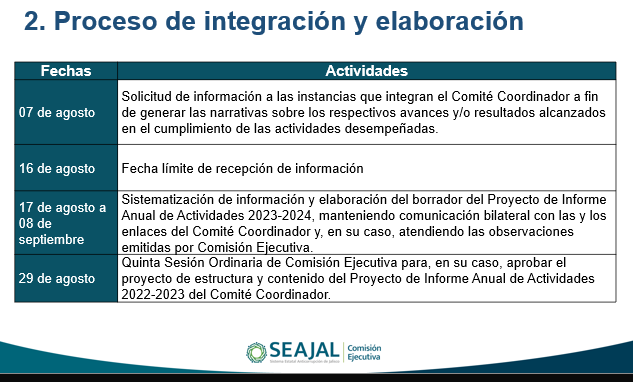 2. Proceso de integración y elaboración
Fechas
Actividades
07 de agosto
Solicitud de información a las instancias que integran el Comité Coordinador a fin
de generar las narrativas sobre los respectivos avances y/o resultados alcanzados
en el cumplimiento de las actividades desempeñadas.
16 de agosto
Fecha límite de recepción de información
17 de agosto a
08 de
septiembre
Sistematización de información y elaboración del borrador del Proyecto de Informe
Anual de Actividades 2023-2024, manteniendo comunicación bilateral con las y los
enlaces del Comité Coordinador y, en su caso, atendiendo las observaciones
emitidas por Comisión Ejecutiva.
29 de agosto
Quinta Sesión Ordinaria de Comisión Ejecutiva para, en su caso, aprobar el
proyecto de estructura y contenido del Proyecto de Informe Anual de Actividades
2022-2023 del Comité Coordinador.
SEAJAL
Sistema Estatal Anticorrupción de Jalisco
Comisión
Ejecutiva